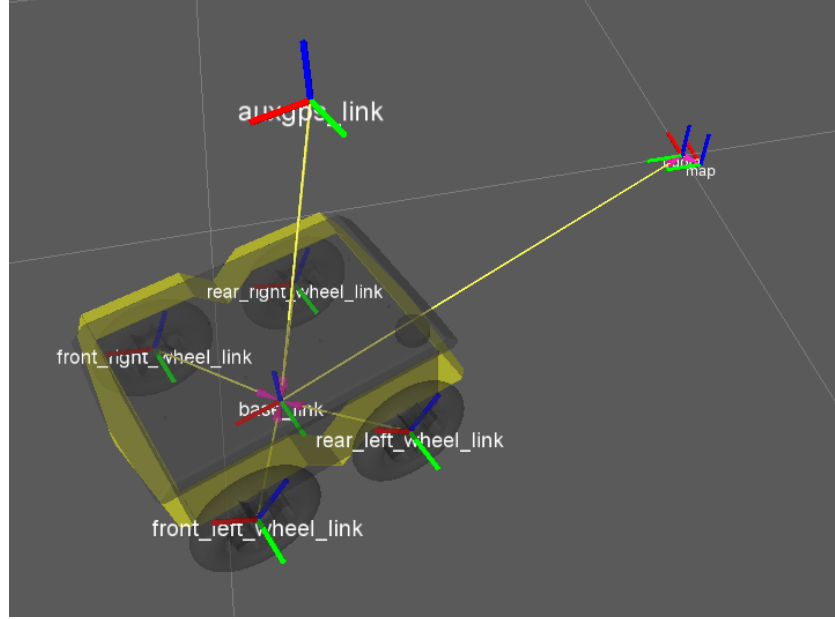 auxgps_link
map
rear_right_wheel_link
front_right_wheel_link
base_link
rear_left_wheel_link
front_left_wheel_link